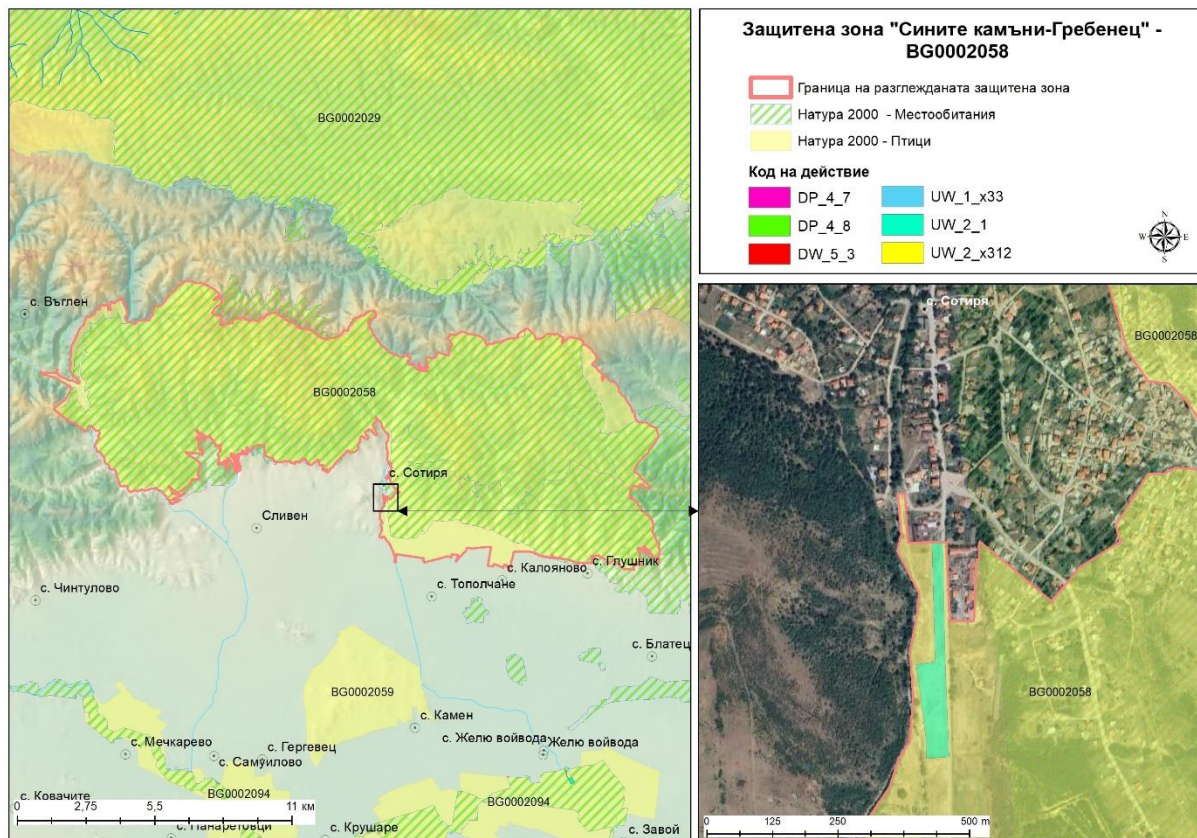 Защитена зона "Сините камъни-Гребенец" -
BG0002058
Граница на разглежданата защитена зона
Натура 2000 - Местообитания
Натура 2000 - Птици
Код на действие
DP_4_7
UW_1_x33
DP_4_8
UW_2_1
DW_5_3
UW_2_x312
N
W
E
S
BG0002029
с. Въглен
BG0002058
с. Сотиря
Сливен
с. Калояново
с. Глушник
с. Чинтулово
с. Тополчане
с. Блатец
BG0002059
с. Камен
с. Мечкарево
с. Гергевец
с. Желю войвода
Желю войвода
с. Самуилово
с. Ковачите
BG0002094
BG0002094
с. Панаретовци
с. Крушаре
с. Завой
0
2,75
5,5
11 км
с. Сотиря
BG0002058
BG0002058
0
125
250
500 m